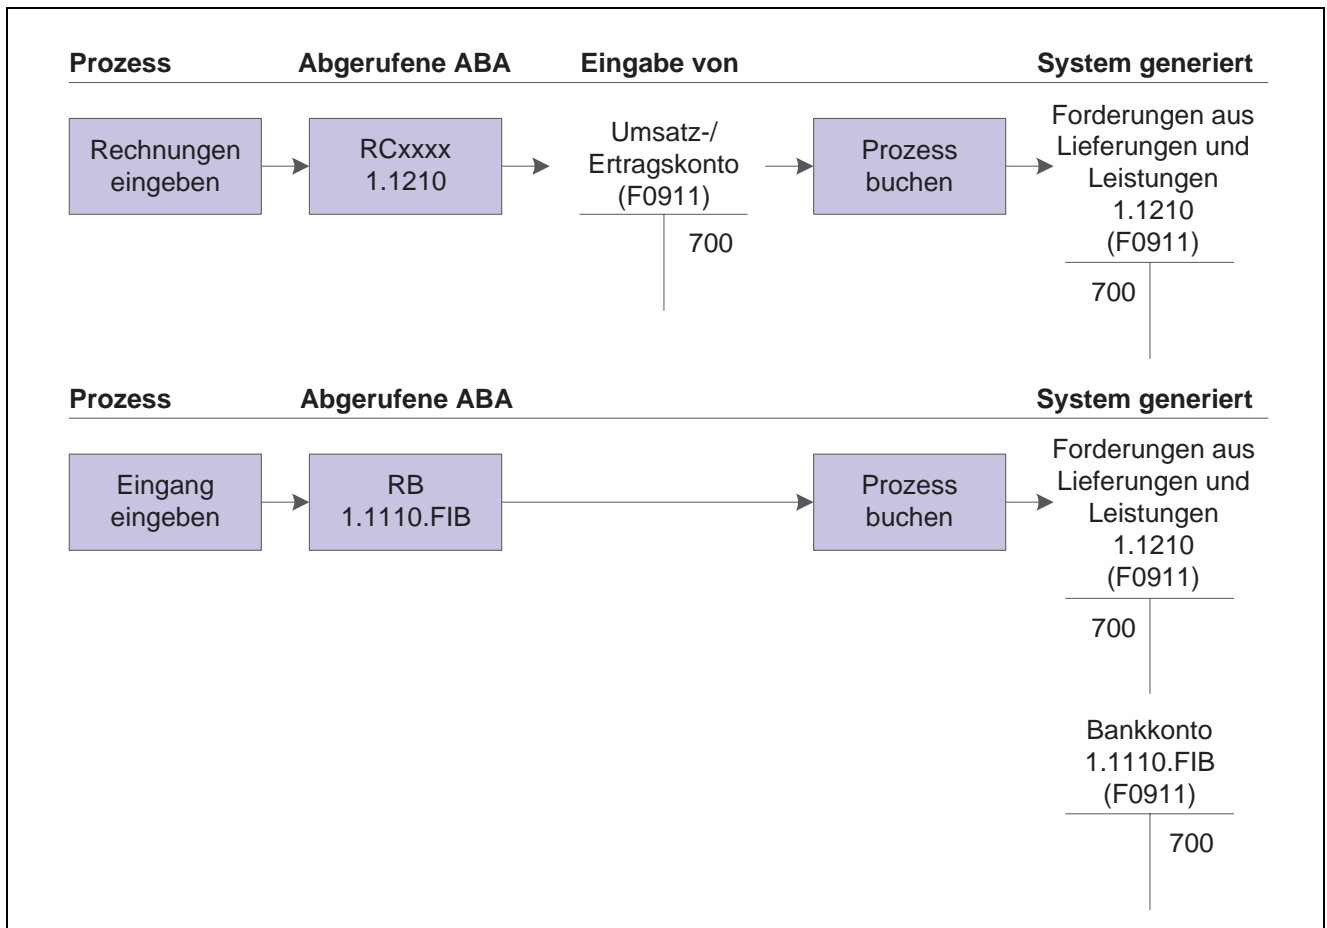 Prozess
Abgerufene ABA
Eingabe von
System generiert
Rechnungen
eingeben
RCxxxx
1.1210
Umsatz-/
Ertragskonto
(F0911)
700
Prozess
buchen
Forderungen aus
Lieferungen und
Leistungen
1.1210
(F0911)
700
Prozess
Abgerufene ABA
System generiert
Eingang
eingeben
RB
1.1110.FIB
Prozess
buchen
Forderungen aus
Lieferungen und
Leistungen
1.1210
(F0911)
700
Bankkonto
1.1110.FIB
(F0911)
700